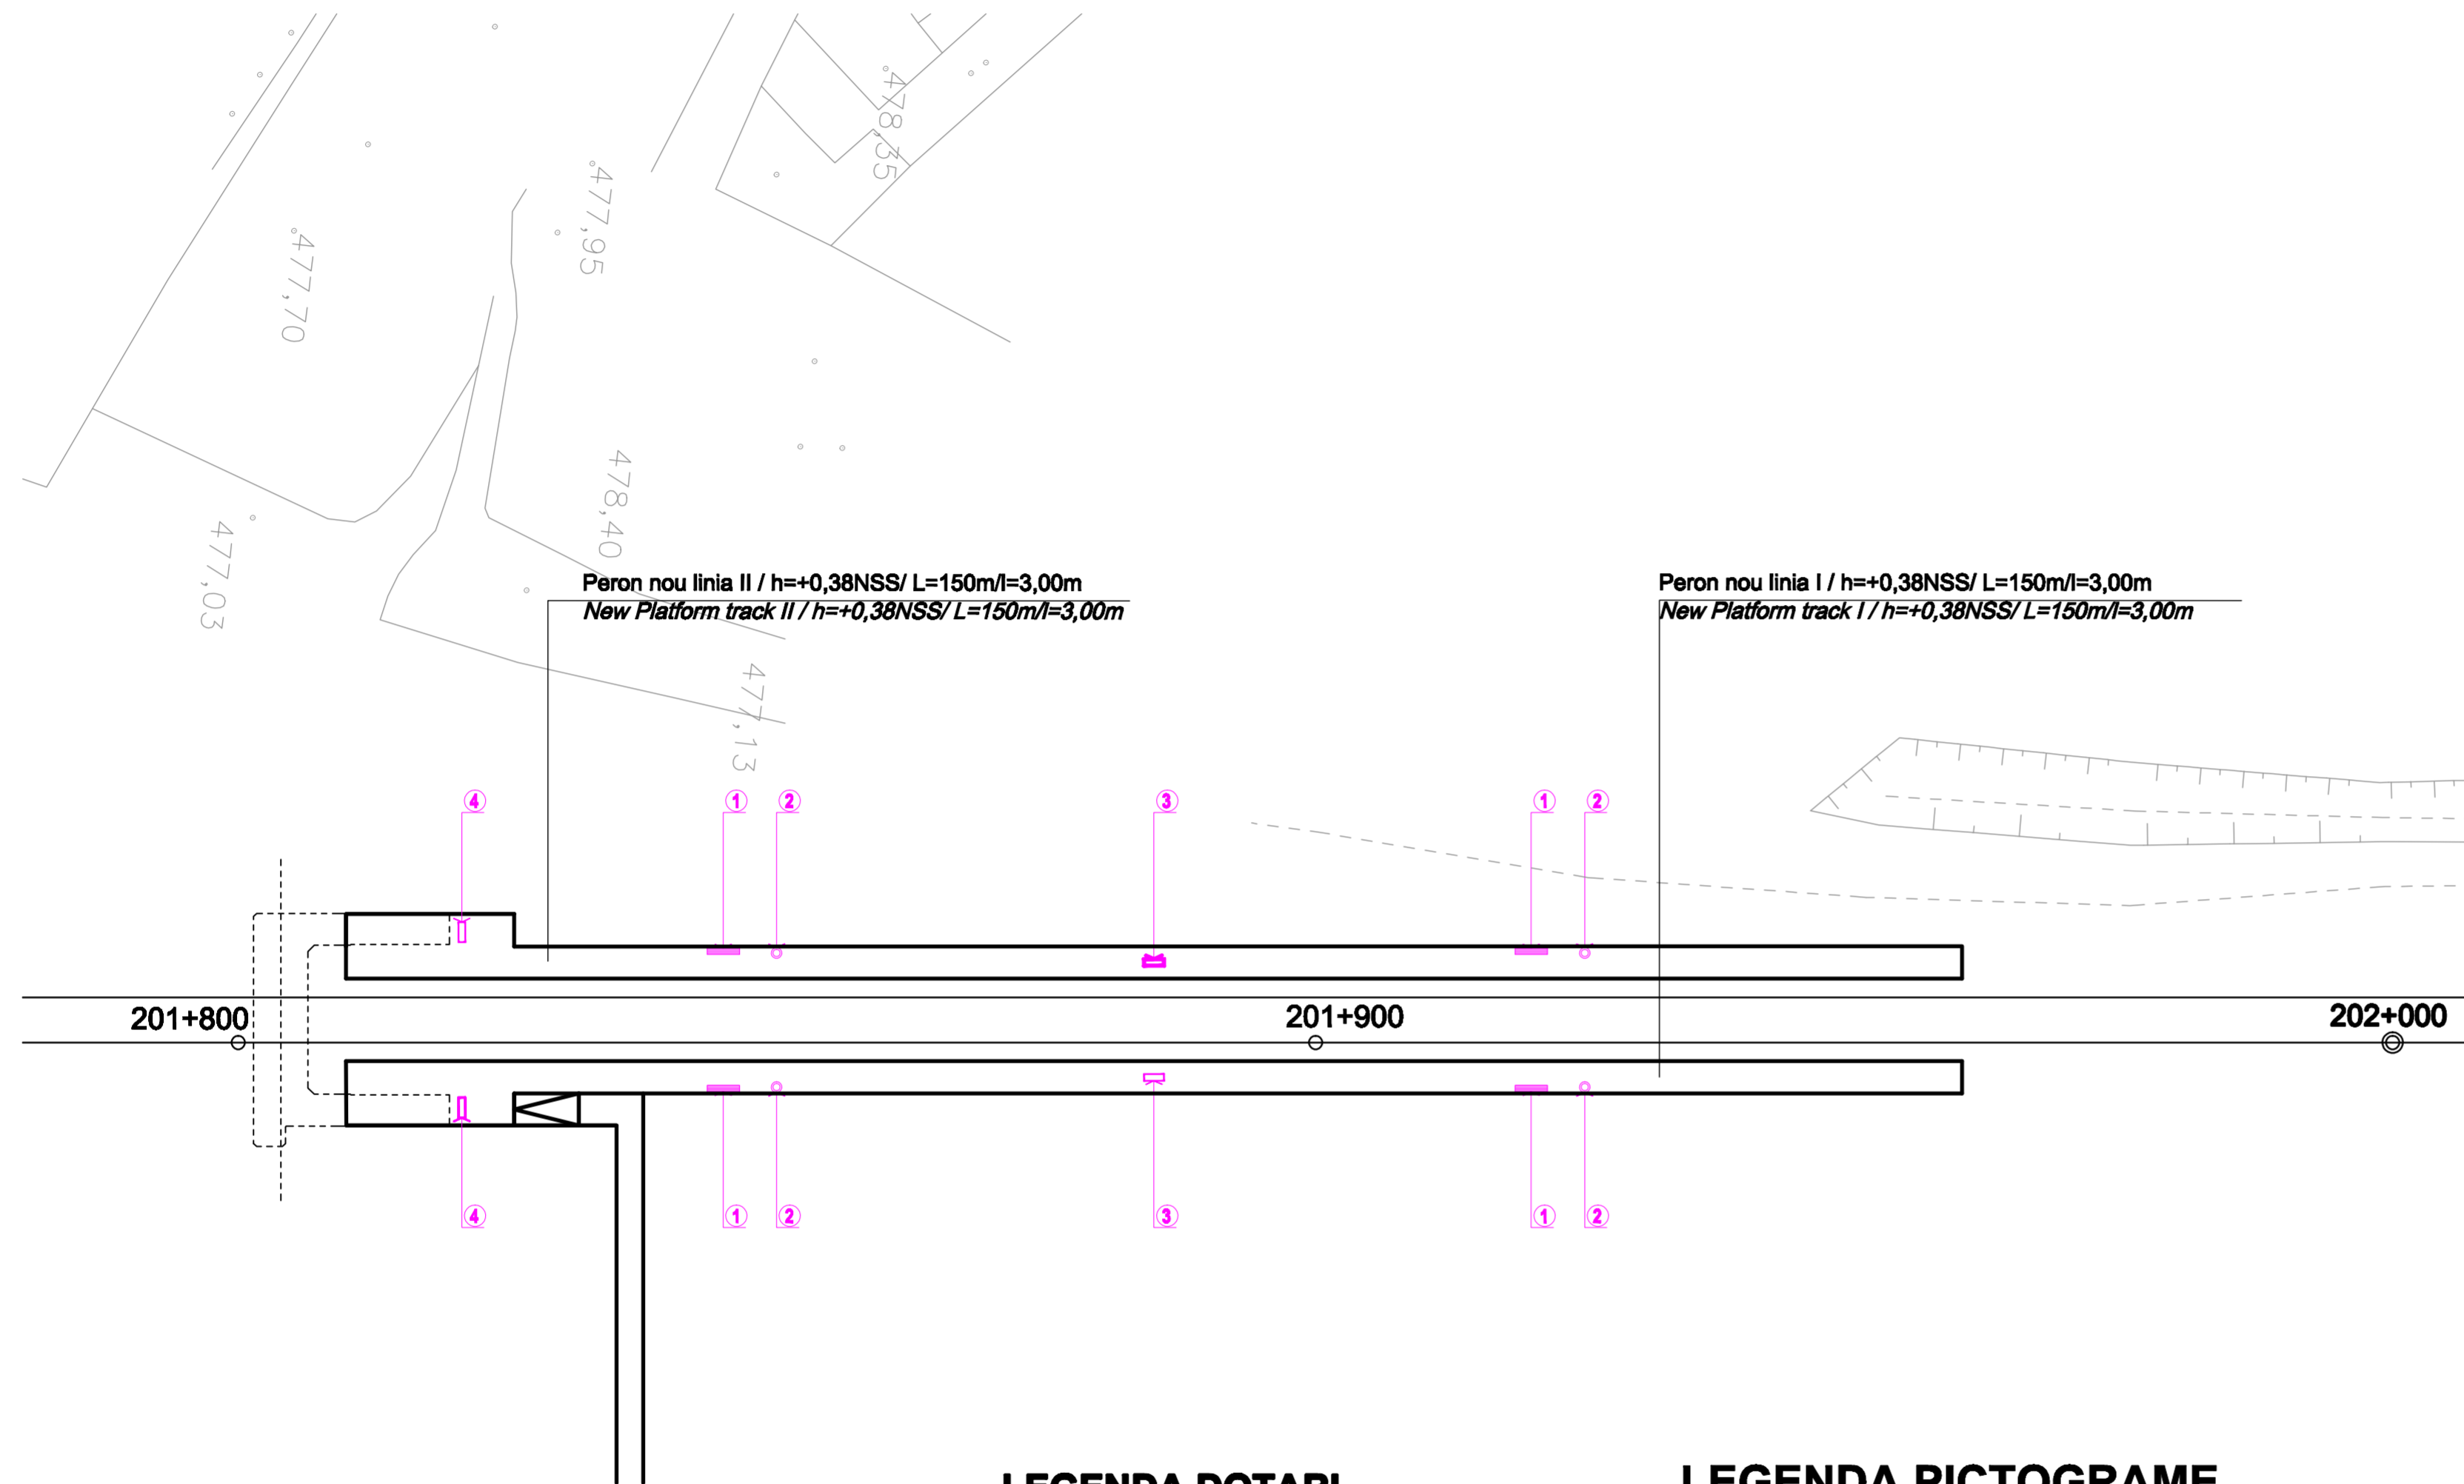 478,35
477,95
477,70
478,40
477,03
Peron nou linia II / h=+0,38NSS/ L=150m/l=3,00m
New Platform track II / h=+0,38NSS/ L=150m/l=3,00m
Peron nou linia I / h=+0,38NSS/ L=150m/l=3,00m
New Platform track I / h=+0,38NSS/ L=150m/l=3,00m
477,13
4 1 2 3 1 2
201+800 201+900 202+000
4 1 2 3 1 2
LEGENDA DOTARI
LEGENDA PICTOGRAME